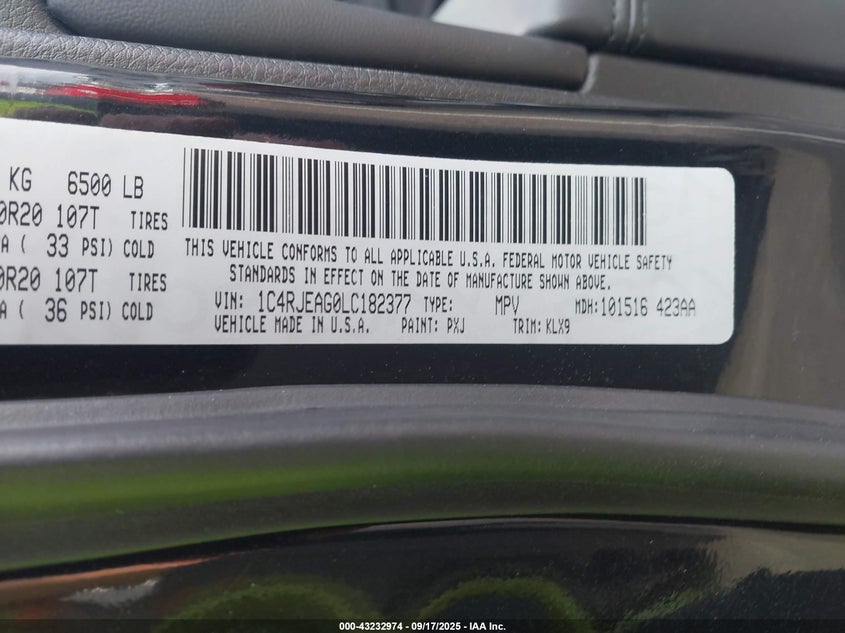 KG 6500 LB
0R20 107T TIRES
A ( 33 PSI) COLD
0R20 107T TIRES
A ( 36 PSI) COLD
THIS VEHICLE CONFORMS TO ALL APPLICABLE U.S.A. FEDERAL MOTOR VEHICLE SAFETY
STANDARDS IN EFFECT ON THE DATE OF MANUFACTURE SHOWN ABOVE.
VIN: 1C4RJEAG0LC182377 TYPE: MPV MDH:101516 423AA
VEHICLE MADE IN U.S.A. PAINT: PXJ TRIM: KLX9
000-43232974 - 09/17/2025 - IAA Inc.